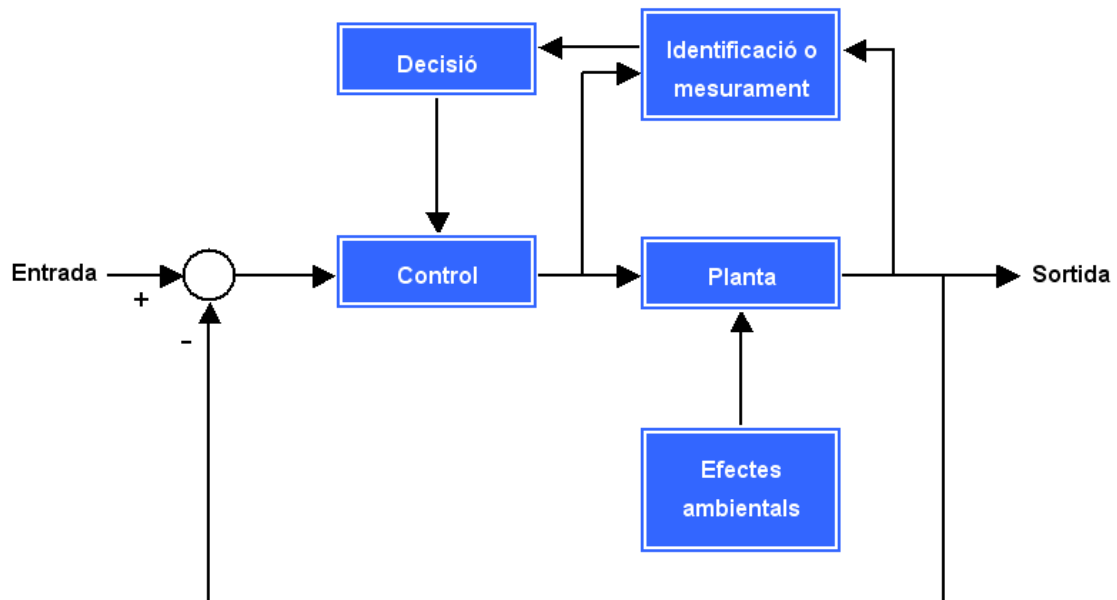 Decisió
Identificació o
mesurament
Entrada
+
-
Control
Planta
Sortida
Efectes
ambientals